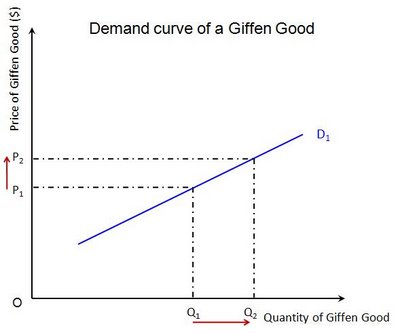 Demand curve of a Giffen Good
Price of Giffen Good ($)
D1
P2
P1
O
Q1
Q2
Quantity of Giffen Good